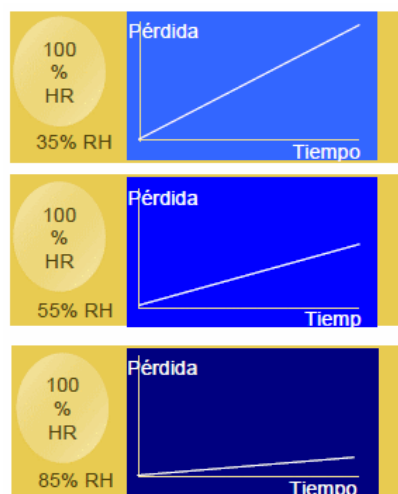 Pérdida
100
%
HR
35% RH
Tiempo
Pérdida
100
%
HR
55% RH
Tiemp
Pérdida
100
%
HR
85% RH
Tiempo